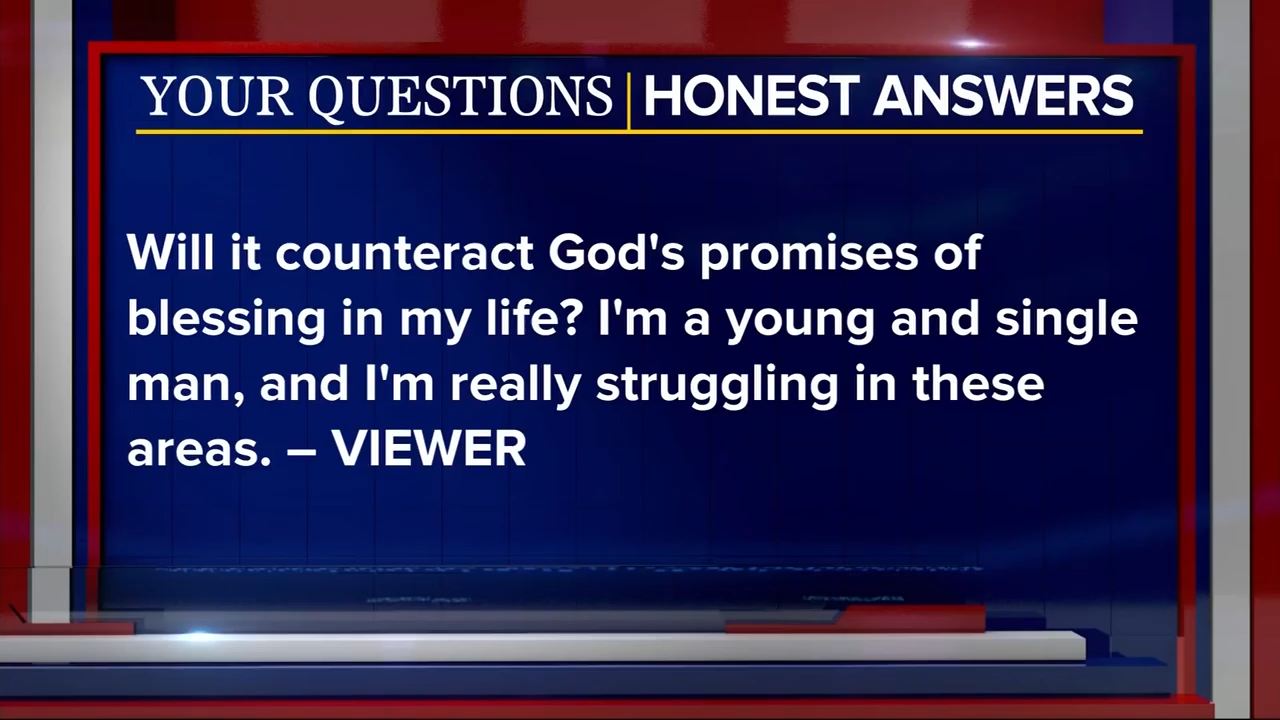 YOUR QUESTIONS | HONEST ANSWERS
Will it counteract God's promises of
blessing in my life? I'm a young and single
man, and I'm really struggling in these
areas. – VIEWER